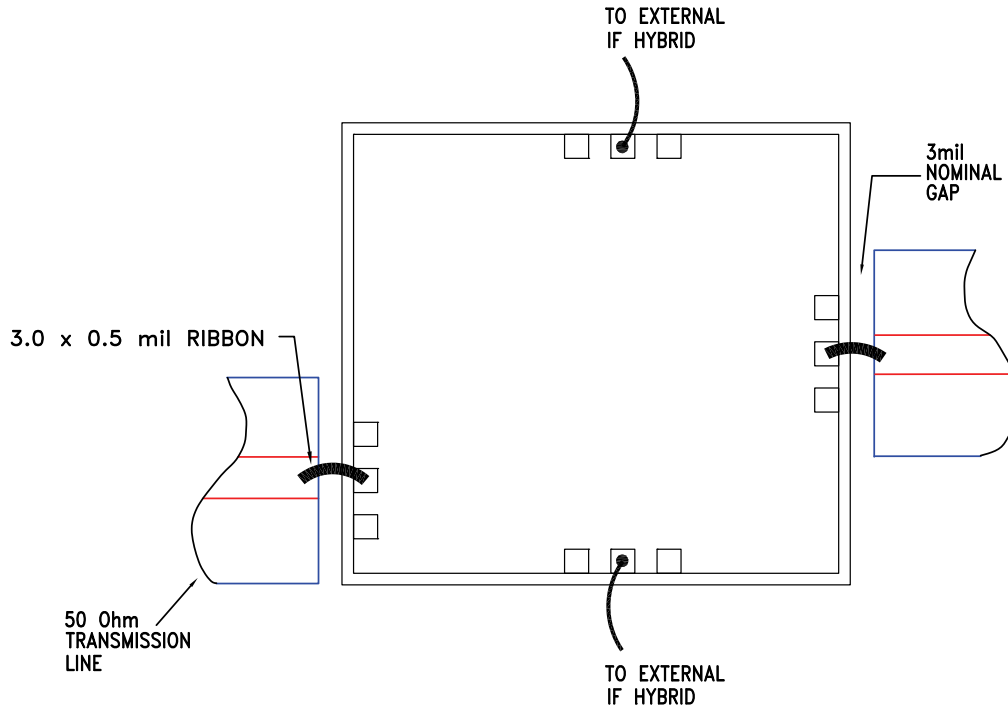 TO EXTERNAL
IF HYBRID
3mil
NOMINAL
GAP
3.0 x 0.5 mil RIBBON
50 Ohm
TRANSMISSION
LINE
TO EXTERNAL
IF HYBRID